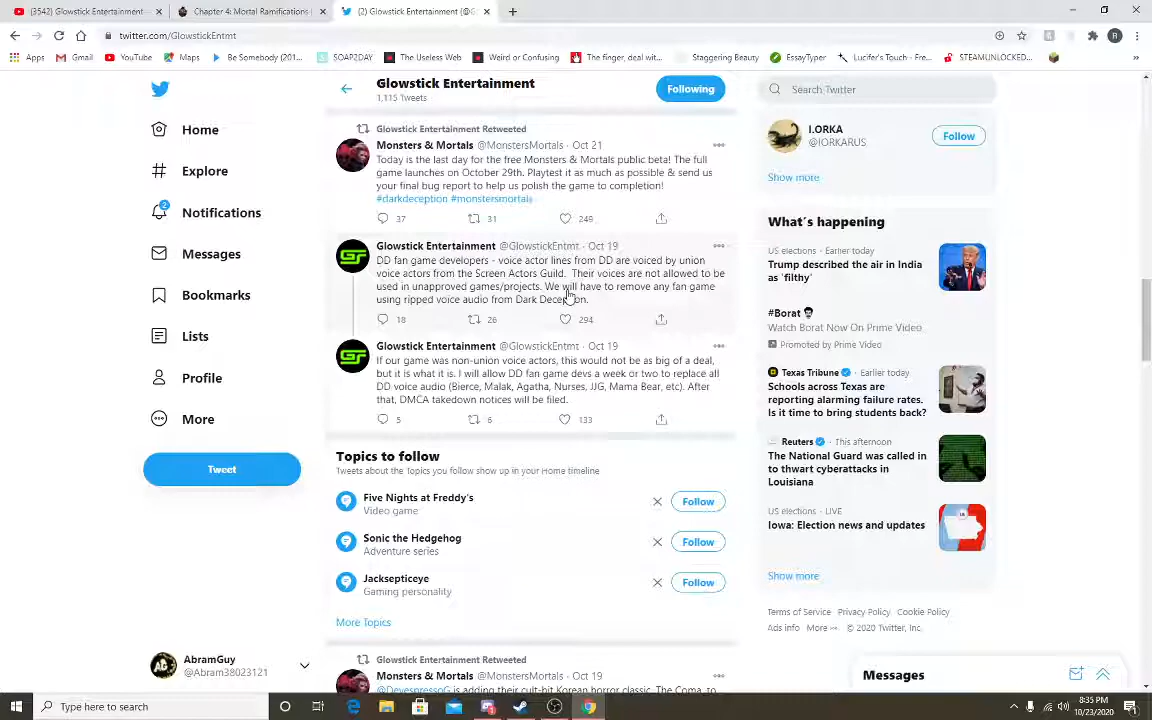 (3542) Glowstick Entertainment
Chapter 4: Mortal Ramifications
(2) Glowstick Entertainment (@G
twitter.com/GlowstickEntmt
Apps
Gmail
YouTube
Maps
Be Somebody (201...
SOAP2DAY
The Useless Web
Weird or Confusing
The finger, deal wit...
Staggering Beauty
EssayTyper
Lucifer's Touch - Fre...
STEAMUNLOCKED...
Home
Explore
2
Notifications
Messages
Bookmarks
Lists
Profile
More
Tweet
AbramGuy
@Abram38023121
Glowstick Entertainment
1,115 Tweets
Following
Glowstick Entertainment Retweeted
Monsters & Mortals @MonstersMortals · Oct 21
Today is the last day for the free Monsters & Mortals public beta! The full
game launches on October 29th. Playtest it as much as possible & send us
your final bug report to help us polish the game to completion!
#darkdeception #monstersmortals
37 31 249
Glowstick Entertainment @GlowstickEntmt · Oct 19
DD fan game developers - voice actor lines from DD are voiced by union
voice actors from the Screen Actors Guild. Their voices are not allowed to be
used in unapproved games/projects. We will have to remove any fan game
using ripped voice audio from Dark Deception.
18 26 294
Glowstick Entertainment @GlowstickEntmt · Oct 19
If our game was non-union voice actors, this would not be as big of a deal,
but it is what it is. I will allow DD fan game devs a week or two to replace all
DD voice audio (Bierce, Malak, Agatha, Nurses, JJG, Mama Bear, etc). After
that, DMCA takedown notices will be filed.
5 6 133
Topics to follow
Tweets about the Topics you follow show up in your Home timeline
Five Nights at Freddy's
Video game
Follow
Sonic the Hedgehog
Adventure series
Follow
Jacksepticeye
Gaming personality
Follow
More Topics
Glowstick Entertainment Retweeted
Monsters & Mortals @MonstersMortals · Oct 19
@DevespressoG is adding their cult-hit Korean horror classic, The Coma, to
Search Twitter
I.ORKA
@IORKARUS
Follow
Show more
What's happening
US elections · Earlier today
Trump described the air in India
as 'filthy'
#Borat
Watch Borat Now On Prime Video
Promoted by Prime Video
Texas Tribune · Earlier today
Schools across Texas are
reporting alarming failure rates.
Is it time to bring students back?
Reuters · This afternoon
The National Guard was called in
to thwart cyberattacks in
Louisiana
US elections · LIVE
Iowa: Election news and updates
Show more
Terms of Service Privacy Policy Cookie Policy
Ads info More ··· © 2020 Twitter, Inc.
Messages
Type here to search
8:35 PM
10/23/2020